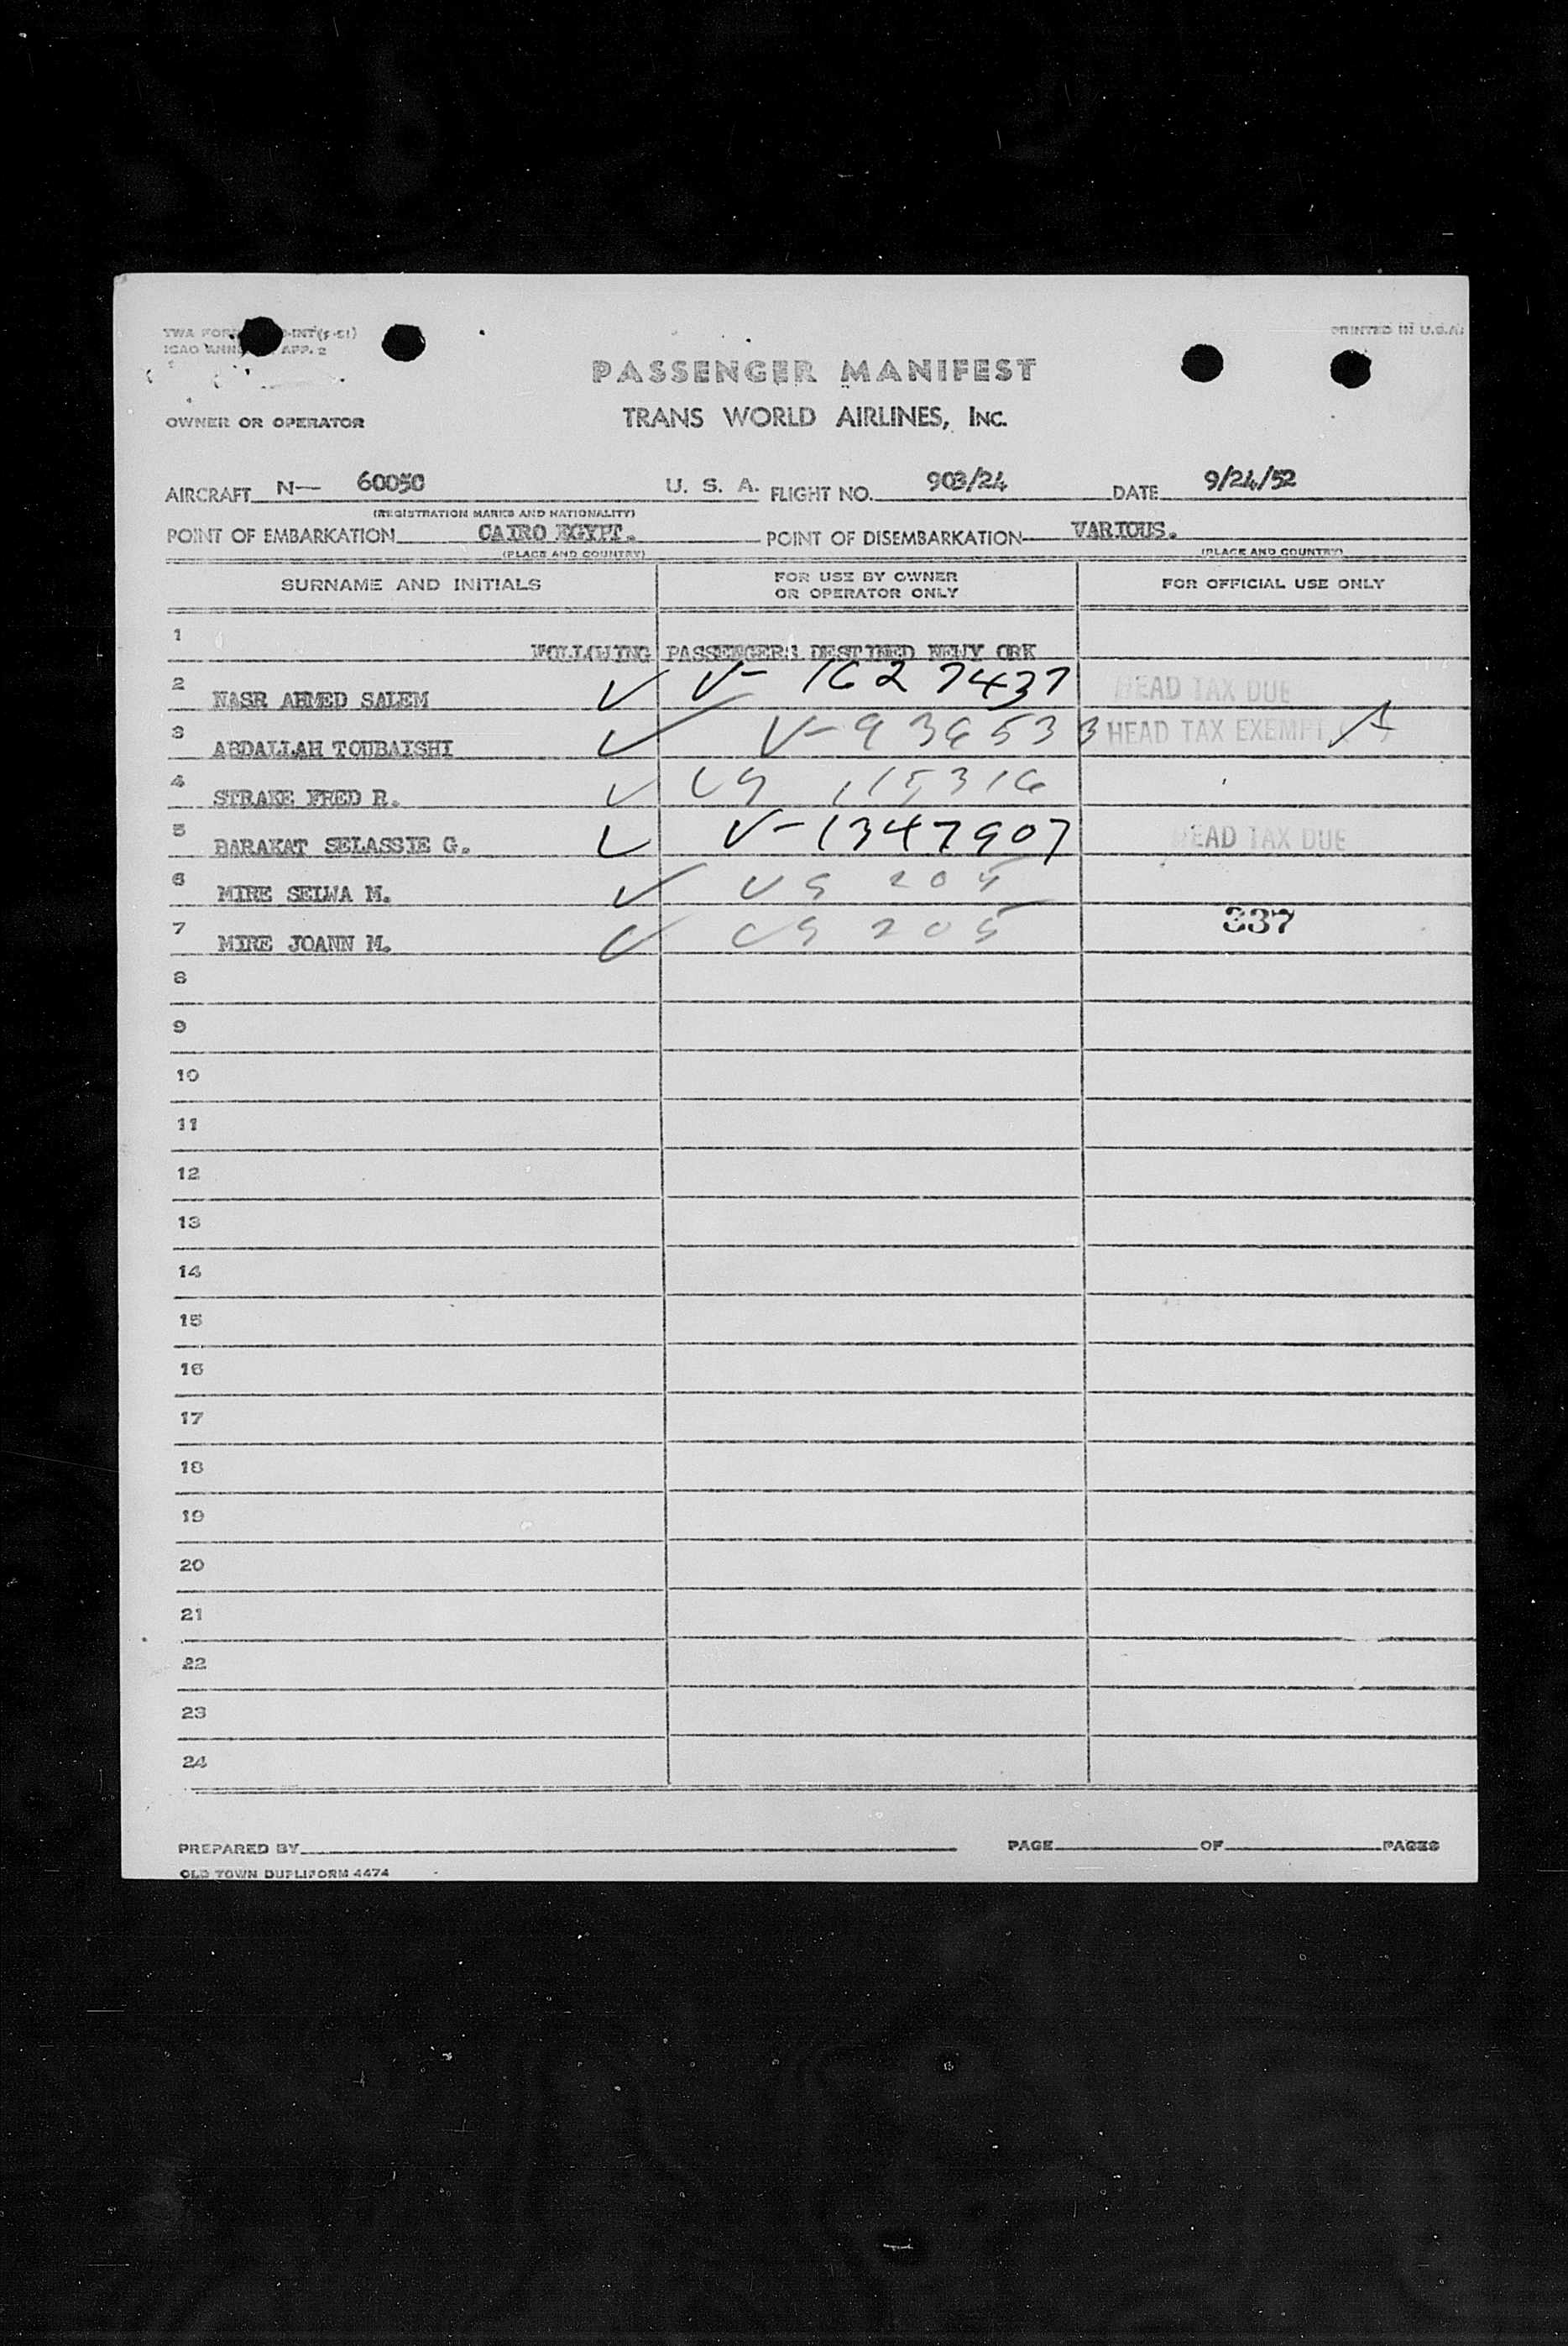 PRINTED IN U.S.A.
ICAO APP. 2
PASSENGER MANIFEST
OWNER OR OPERATOR TRANS WORLD AIRLINES, INC.
AIRCRAFT N— 60050 U. S. A. FLIGHT NO. 903/24 DATE 9/24/52
(REGISTRATION MARKS AND NATIONALITY)
POINT OF EMBARKATION CAIRO EGYPT. POINT OF DISEMBARKATION VARIOUS.
(PLACE AND COUNTRY) (PLACE AND COUNTRY)
SURNAME AND INITIALS FOR USE BY OWNER OR OPERATOR ONLY FOR OFFICIAL USE ONLY
1 FOLLOWING PASSENGERS DESTINED NEWY ORK
2 NASR AHMED SALEM ✓ V- 1627437 HEAD TAX DUE
3 ABDALLAH TOUBAISHI ✓ V-936533 HEAD TAX EXEMPT
4 STRAKE FRED R. ✓ US 115316
5 BARAKAT SELASSIE G. ✓ V-1347907 HEAD TAX DUE
6 MIRE SELWA M. ✓ US 205
7 MIRE JOANN M. ✓ US 205 337
8
9
10
11
12
13
14
15
16
17
18
19
20
21
22
23
24
PREPARED BY PAGE OF PAGES
OLD TOWN DUPLIFORM 4474